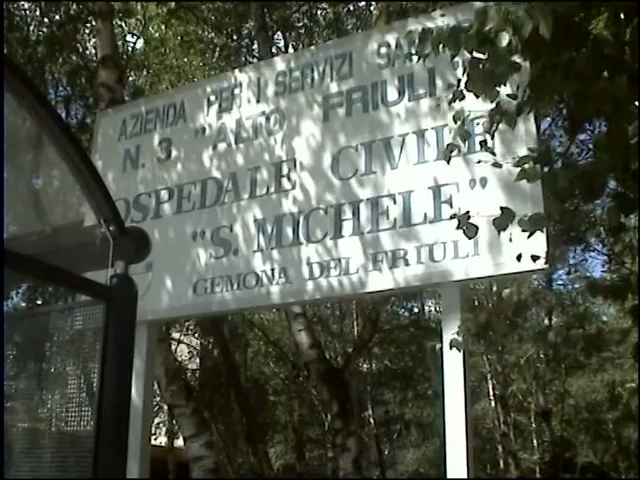 AZIENDA PER I SERVIZI
N. 3 "ALTO FRIULI"
OSPEDALE CIVILE
"S. MICHELE"
GEMONA DEL FRIULI